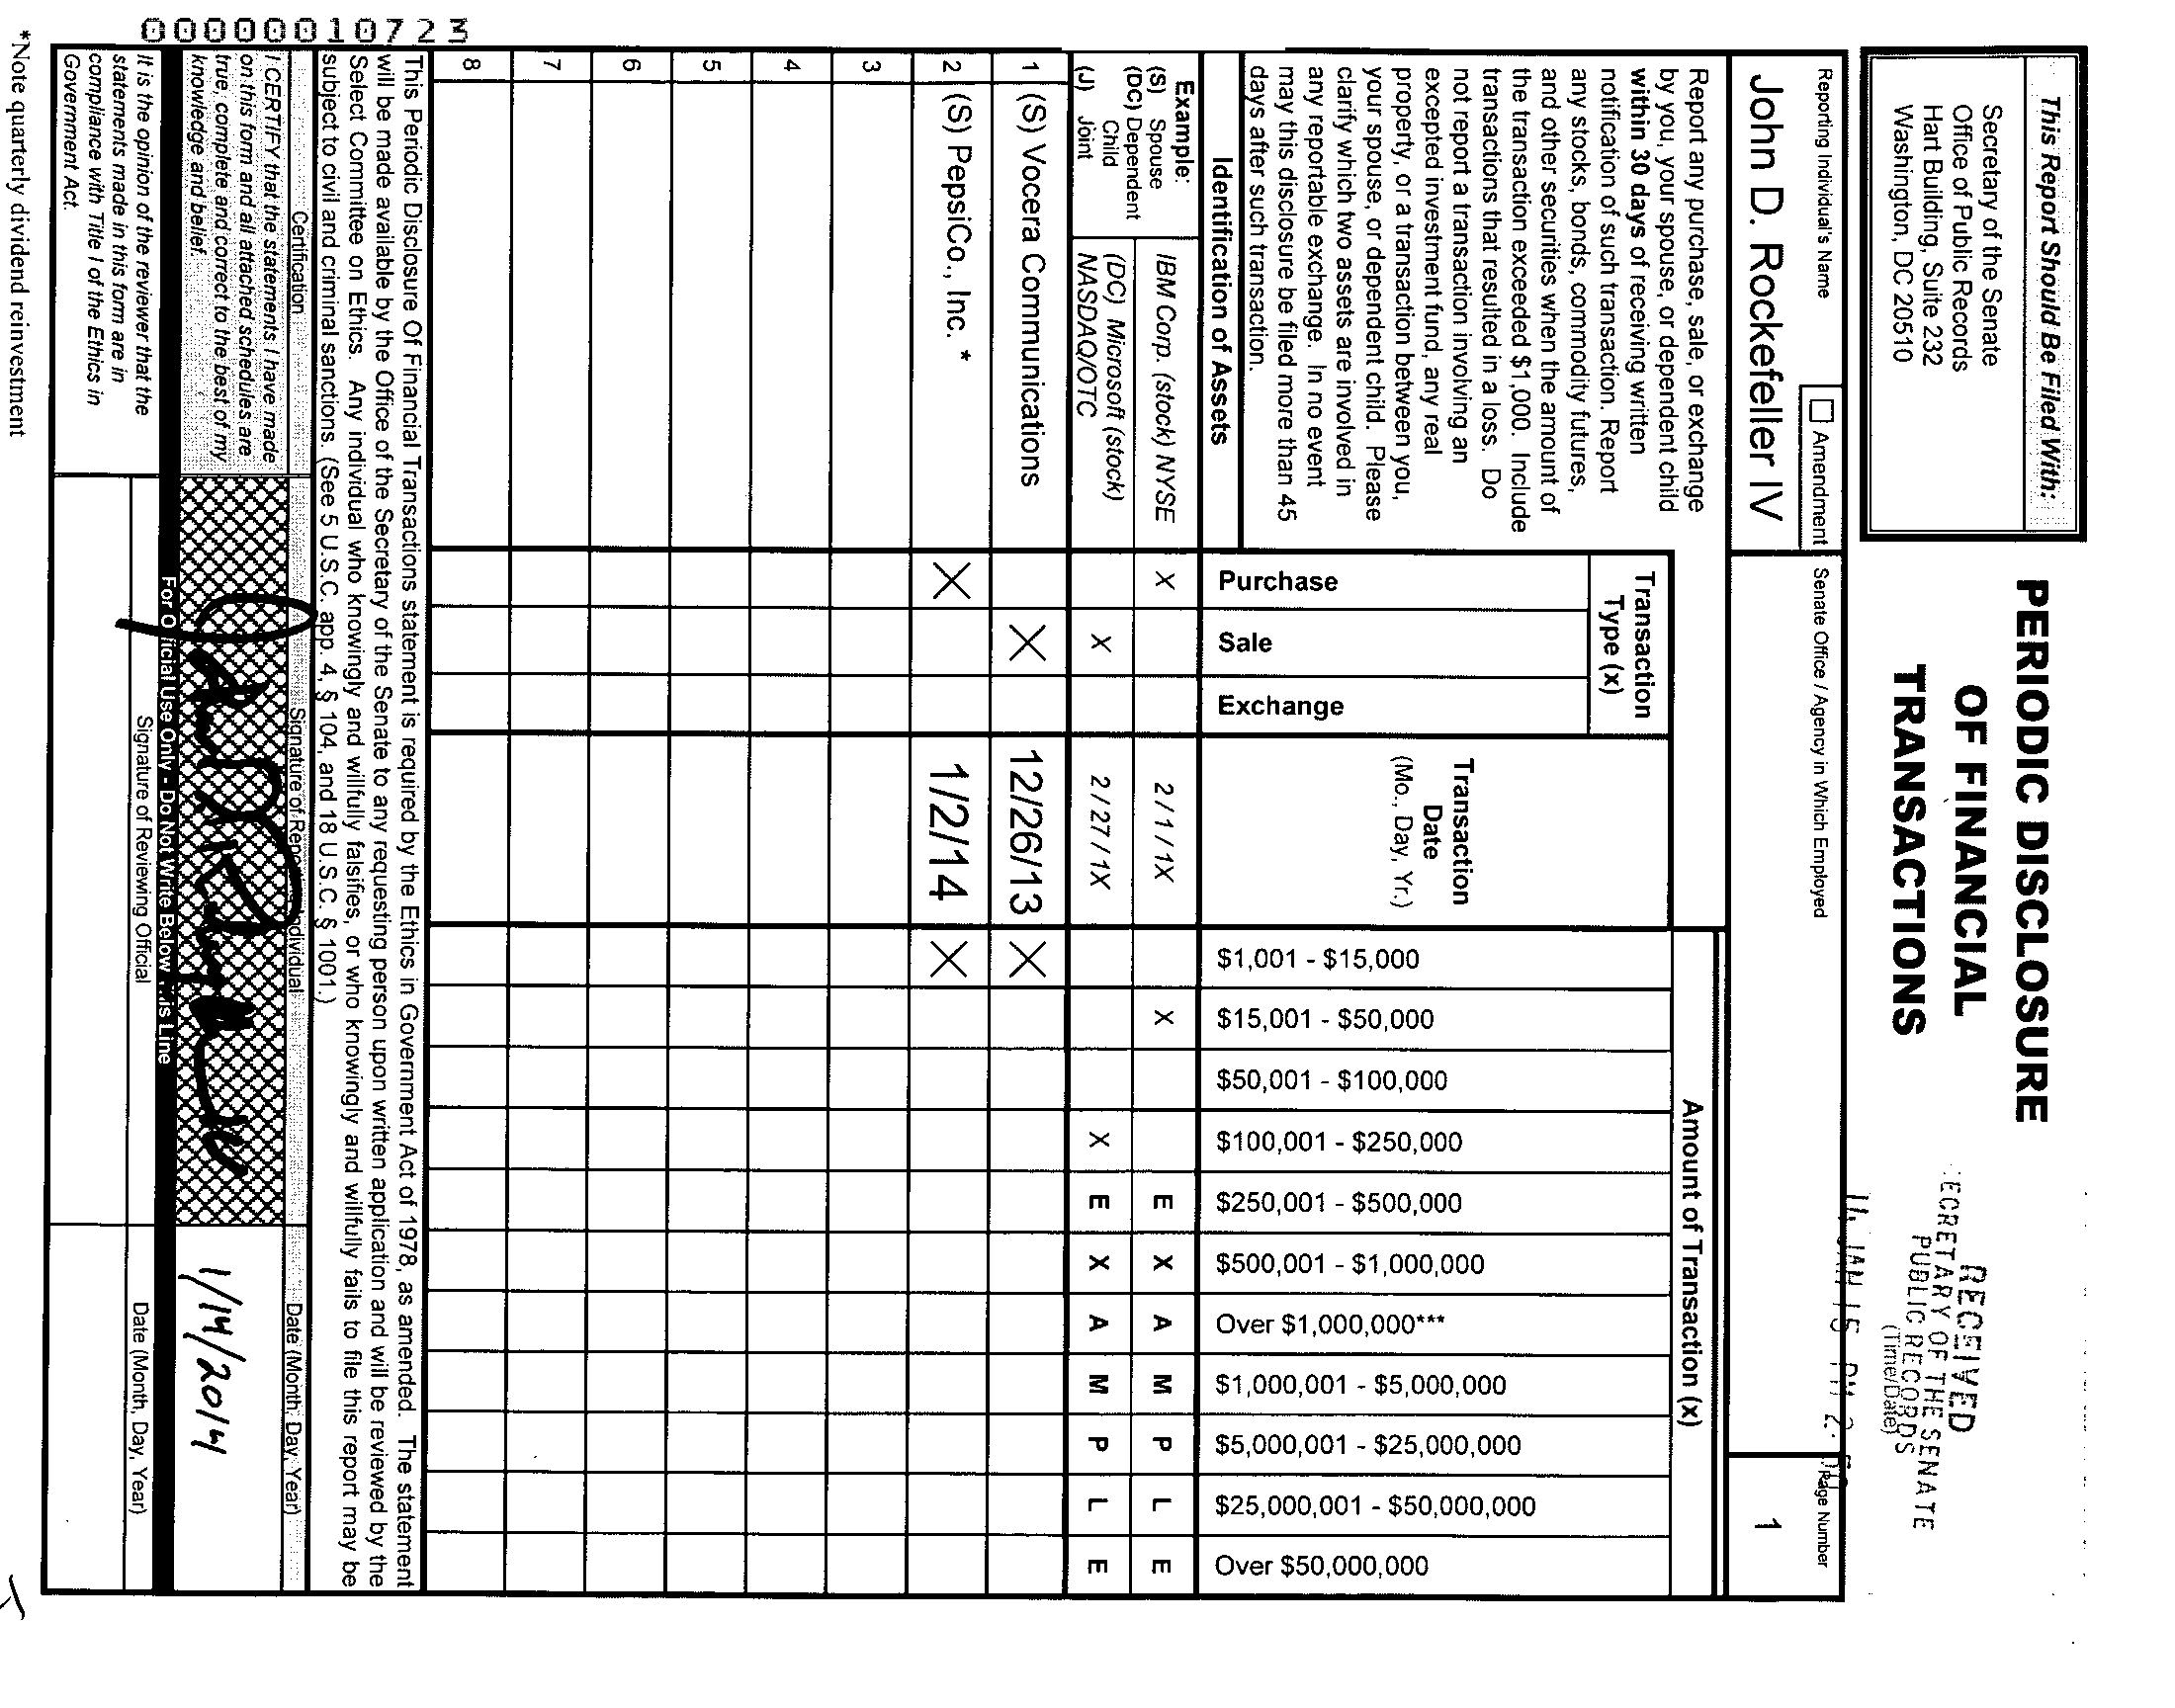 This Report Should Be Filed With:
Secretary of the Senate
Office of Public Records
Hart Building, Suite 232
Washington, DC 20510
PERIODIC DISCLOSURE
OF FINANCIAL
TRANSACTIONS
RECEIVED
ECRETARY OF THE SENATE
PUBLIC RECORDS
(Time/Date)
JAN 15 PM 2:
Reporting Individual's Name
Amendment
John D. Rockefeller IV
Senate Office / Agency in Which Employed
Page Number
1
Report any purchase, sale, or exchange
by you, your spouse, or dependent child
within 30 days of receiving written
notification of such transaction. Report
any stocks, bonds, commodity futures,
and other securities when the amount of
the transaction exceeded $1,000. Include
transactions that resulted in a loss. Do
not report a transaction involving an
excepted investment fund, any real
property, or a transaction between you,
your spouse, or dependent child. Please
clarify which two assets are involved in
any reportable exchange. In no event
may this disclosure be filed more than 45
days after such transaction.
Identification of Assets
Transaction
Type (x)
Purchase
Sale
Exchange
Transaction
Date
(Mo., Day, Yr.)
Amount of Transaction (x)
$1,001 - $15,000
$15,001 - $50,000
$50,001 - $100,000
$100,001 - $250,000
$250,001 - $500,000
$500,001 - $1,000,000
Over $1,000,000***
$1,000,001 - $5,000,000
$5,000,001 - $25,000,000
$25,000,001 - $50,000,000
Over $50,000,000
Example:
(S) Spouse
(DC) Dependent
Child
(J) Joint
IBM Corp. (stock) NYSE X 2 / 1 / 1X X E X A M P L E
(DC) Microsoft (stock)
NASDAQ/OTC X 2 / 27 / 1X X E X A M P L E
1 (S) Vocera Communications X 12/26/13 X
2 (S) PepsiCo., Inc. * X 1/2/14 X
3
4
5
6
7
8
This Periodic Disclosure Of Financial Transactions statement is required by the Ethics in Government Act of 1978, as amended. The statement
will be made available by the Office of the Secretary of the Senate to any requesting person upon written application and will be reviewed by the
Select Committee on Ethics. Any individual who knowingly and willfully falsifies, or who knowingly and willfully fails to file this report may be
subject to civil and criminal sanctions. (See 5 U.S.C. app. 4, § 104, and 18 U.S.C. § 1001.)
Certification
Signature of Reporting Individual
Date (Month, Day, Year)
I CERTIFY that the statements I have made
on this form and all attached schedules are
true, complete and correct to the best of my
knowledge and belief.
1/14/2014
For Official Use Only - Do Not Write Below This Line
It is the opinion of the reviewer that the
statements made in this form are in
compliance with Title I of the Ethics in
Government Act.
Signature of Reviewing Official
Date (Month, Day, Year)
*Note quarterly dividend reinvestment
00000010723